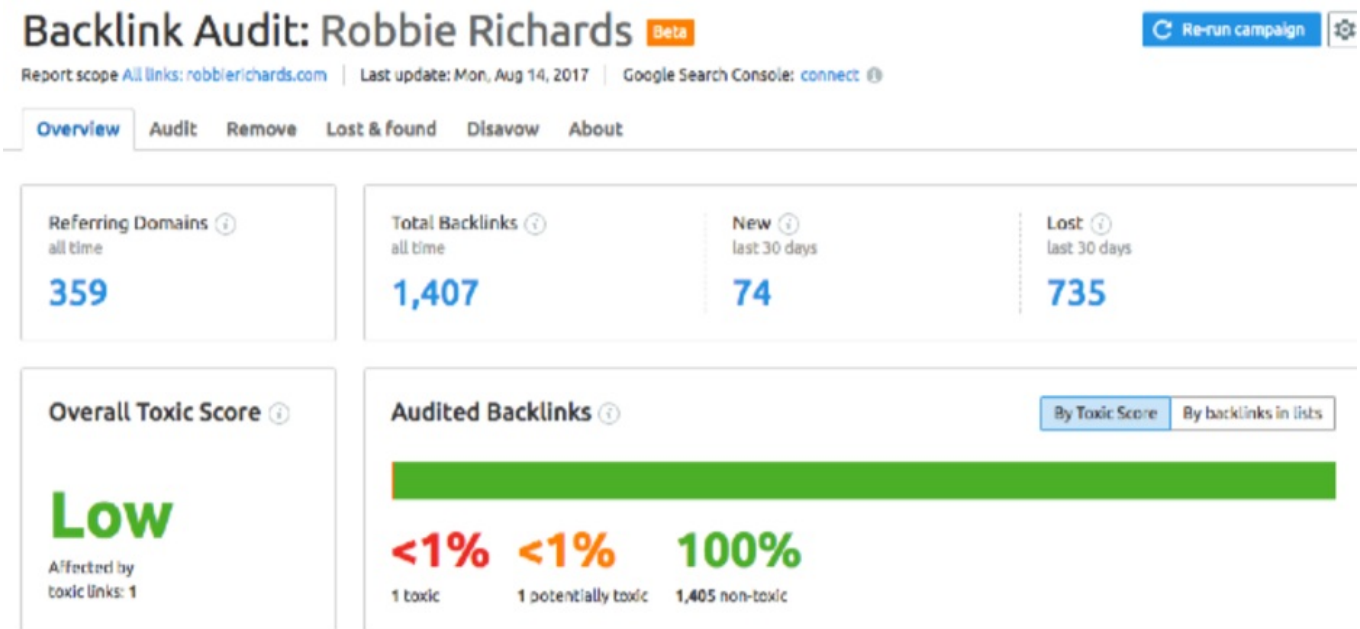 Backlink Audit: Robbie Richards Beta
Re-run campaign
Report scope All links: robbierichards.com Last update: Mon, Aug 14, 2017 Google Search Console: connect
Overview Audit Remove Lost & found Disavow About
Referring Domains
all time
359
Total Backlinks
all time
1,407
New
last 30 days
74
Lost
last 30 days
735
Overall Toxic Score
Low
Affected by
toxic links: 1
Audited Backlinks
By Toxic Score By backlinks in lists
<1% <1% 100%
1 toxic 1 potentially toxic 1,405 non-toxic